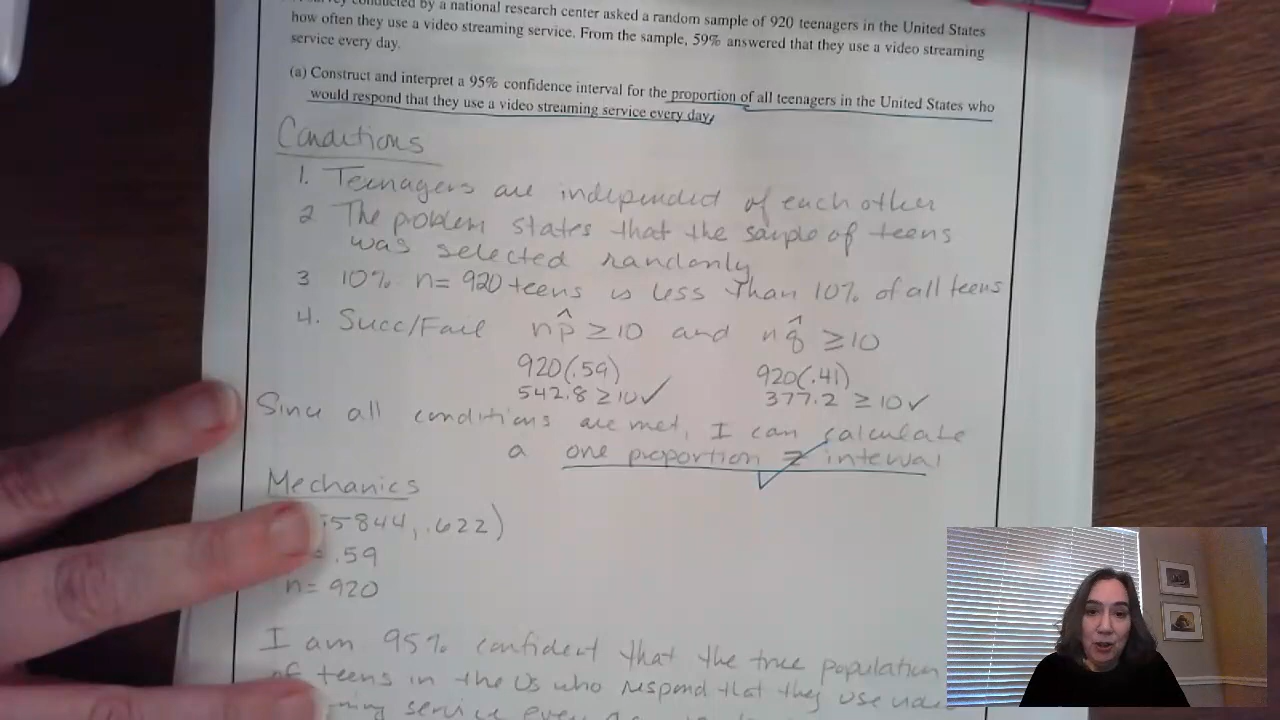 conducted by a national research center asked a random sample of 920 teenagers in the United States
how often they use a video streaming service. From the sample, 59% answered that they use a video streaming
service every day.
(a) Construct and interpret a 95% confidence interval for the proportion of all teenagers in the United States who
would respond that they use a video streaming service every day.
Conditions
1. Teenagers are independent of each other
2 The problem states that the sample of teens
was selected randomly
3 10% n= 920 teens is less than 10% of all teens
4. Succ/Fail np̂ ≥10 and nq̂ ≥10
920(.59) 920(.41)
542.8 ≥10✓ 377.2 ≥10✓
Since all conditions are met, I can calculate
a one proportion z interval
Mechanics
.5844, .622)
= .59
n= 920
I am 95% confident that the true population
of teens in the US who respond that they use
service